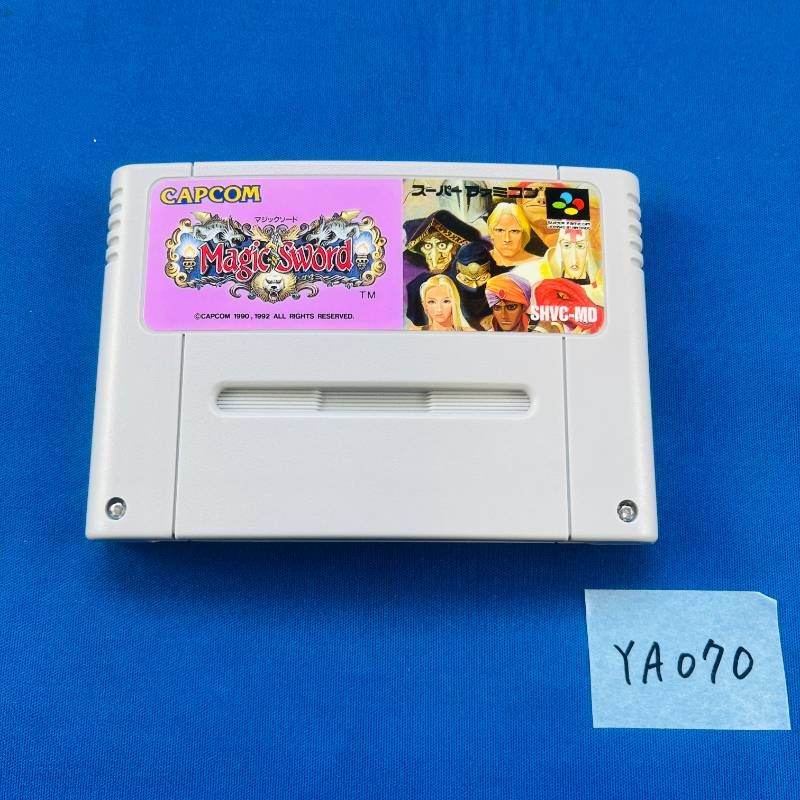 CAPCOM
マジックソード
Magic Sword
TM
©CAPCOM 1990, 1992 ALL RIGHTS RESERVED.
スーパーファミコン
SHVC-MD
YA070